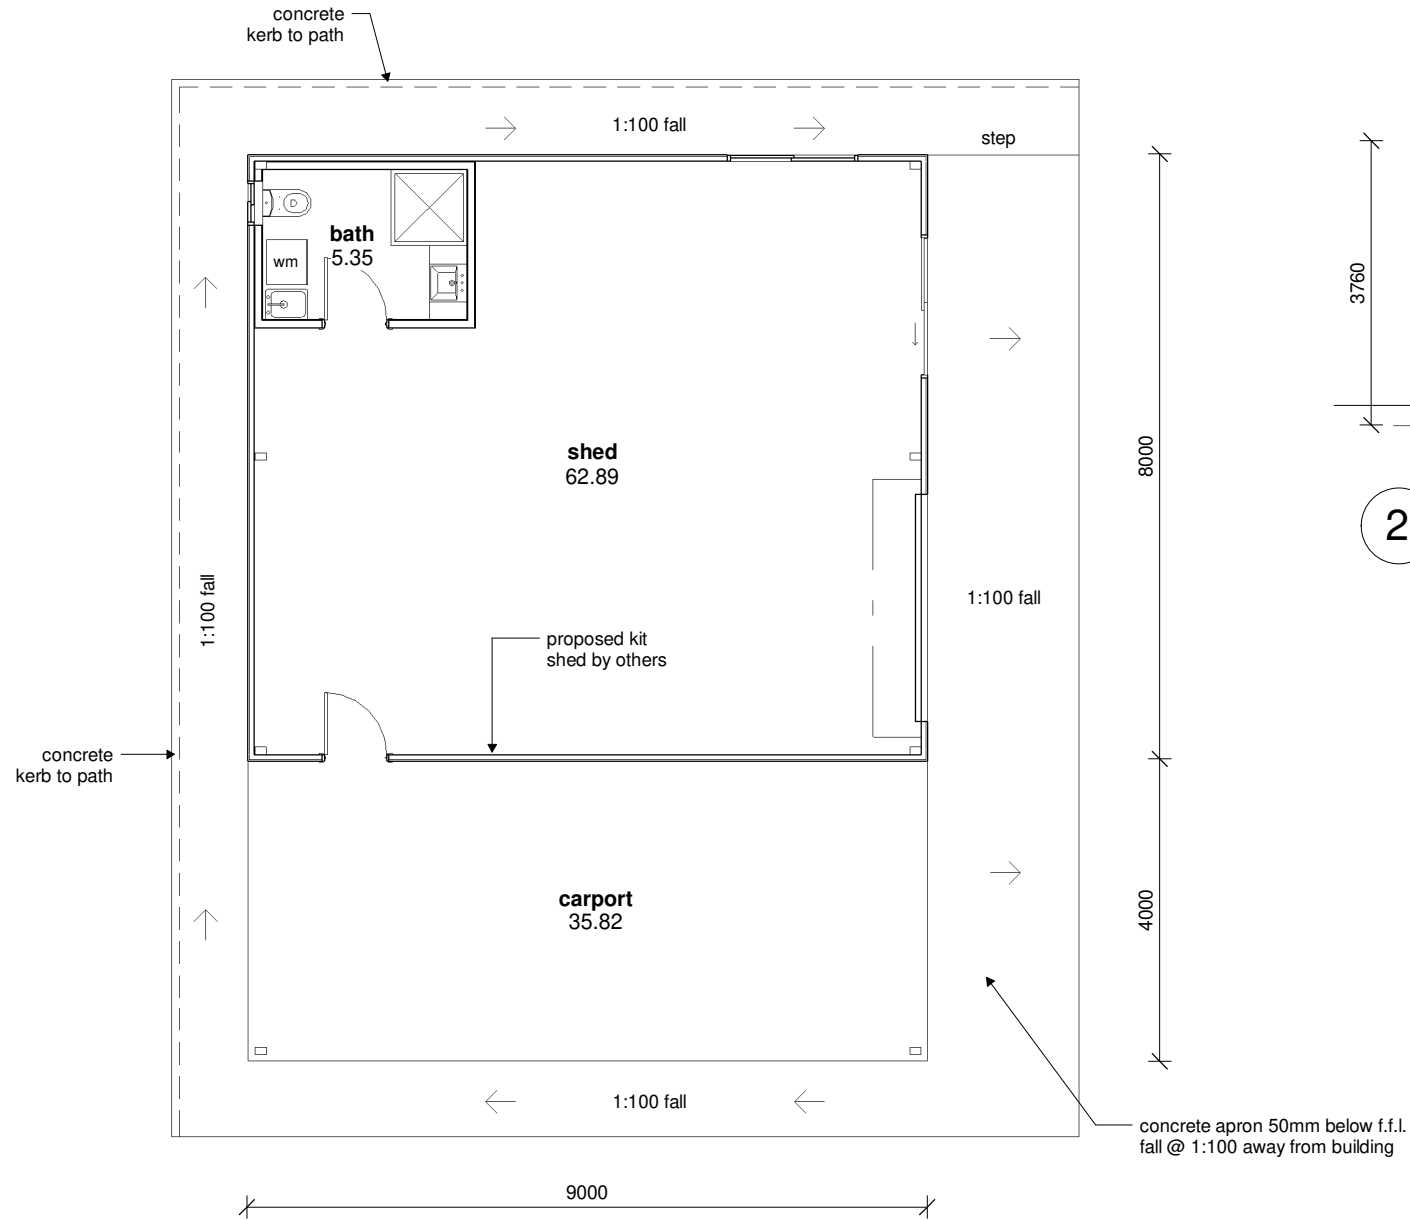 concrete
kerb to path
1:100 fall
step
bath
5.35
wm
3760
8000
shed
62.89
2
1:100 fall
1:100 fall
proposed kit
shed by others
concrete
kerb to path
carport
35.82
4000
1:100 fall
concrete apron 50mm below f.f.l.
fall @ 1:100 away from building
9000